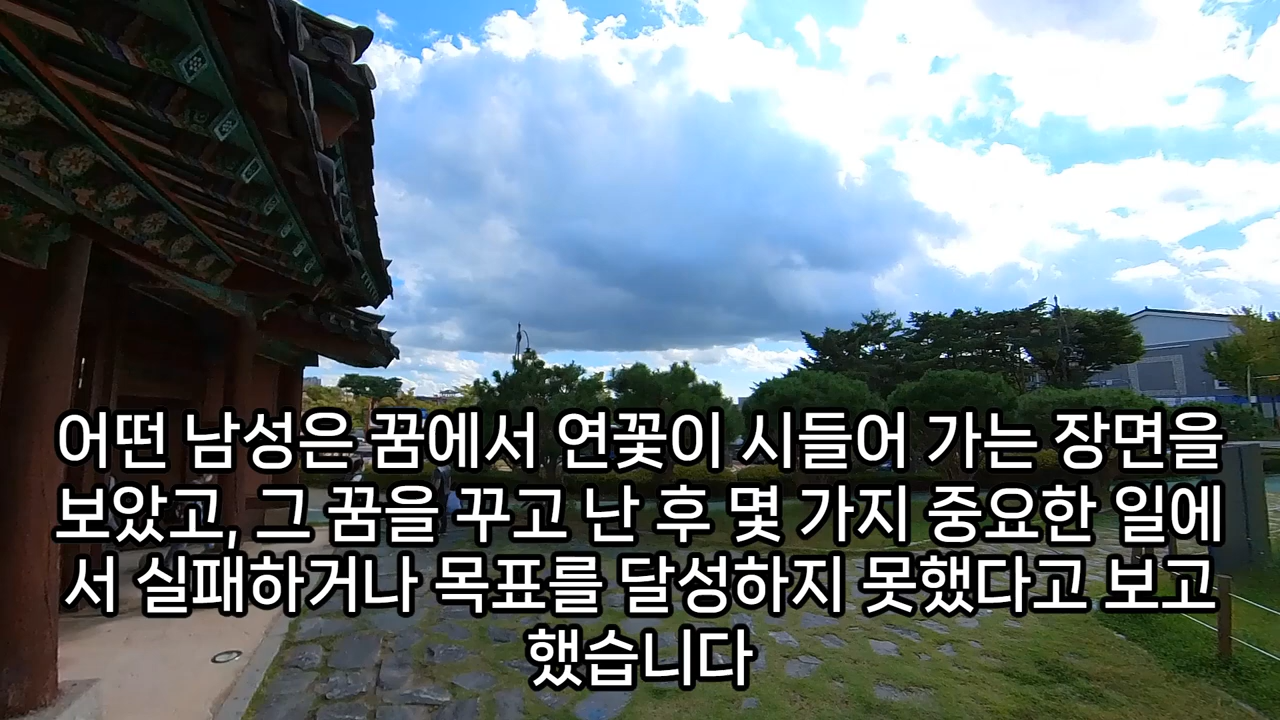 어떤 남성은 꿈에서 연꽃이 시들어 가는 장면을
보았고, 그 꿈을 꾸고 난 후 몇 가지 중요한 일에
서 실패하거나 목표를 달성하지 못했다고 보고
했습니다